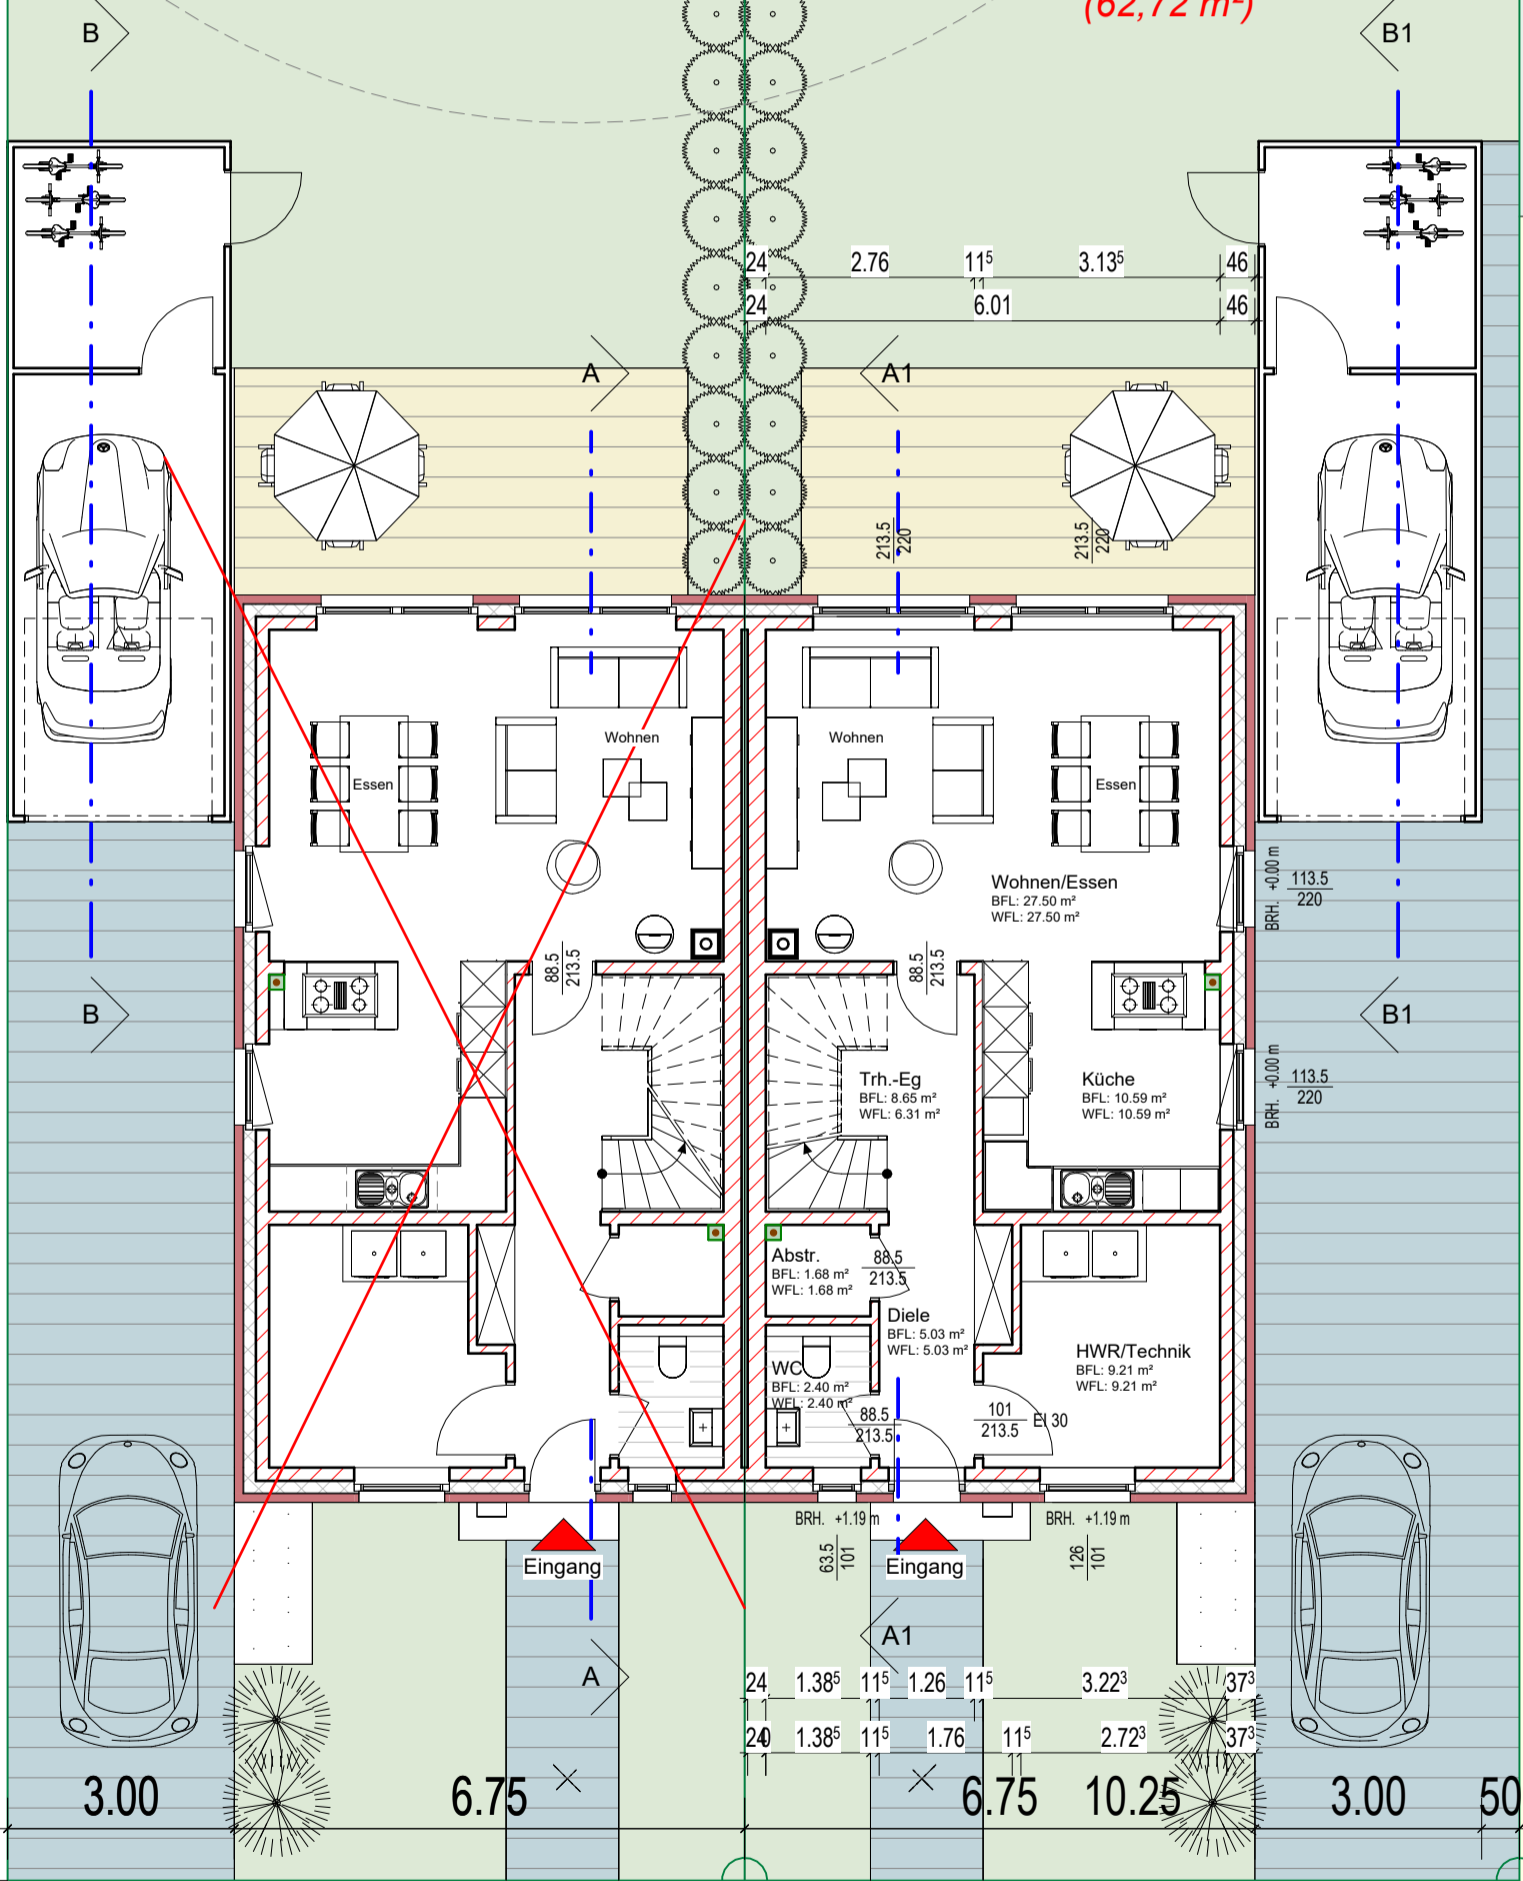 (62,72 m²)
B
B1
24
2.76
11⁵
3.13⁵
46
24
6.01
46
A
A1
213.5
220
213.5
220
Wohnen
Wohnen
Essen
Essen
Wohnen/Essen
BFL: 27.50 m²
WFL: 27.50 m²
BRH. +0.00 m
113.5
220
88.5
213.5
88.5
213.5
B
B1
Trh.-Eg
BFL: 8.65 m²
WFL: 6.31 m²
Küche
BFL: 10.59 m²
WFL: 10.59 m²
BRH. +0.00 m
113.5
220
Abstr.
BFL: 1.68 m²
WFL: 1.68 m²
88.5
213.5
Diele
BFL: 5.03 m²
WFL: 5.03 m²
HWR/Technik
BFL: 9.21 m²
WFL: 9.21 m²
WC
BFL: 2.40 m²
WFL: 2.40 m²
88.5
213.5
101
213.5
EI 30
BRH. +1.19 m
BRH. +1.19 m
63.5
101
126
101
Eingang
Eingang
A1
A
24
1.38⁵
11⁵
1.26
11⁵
3.22³
37³
24
0
1.38⁵
11⁵
1.76
11⁵
2.72³
37³
3.00
6.75
6.75
10.25
3.00
50